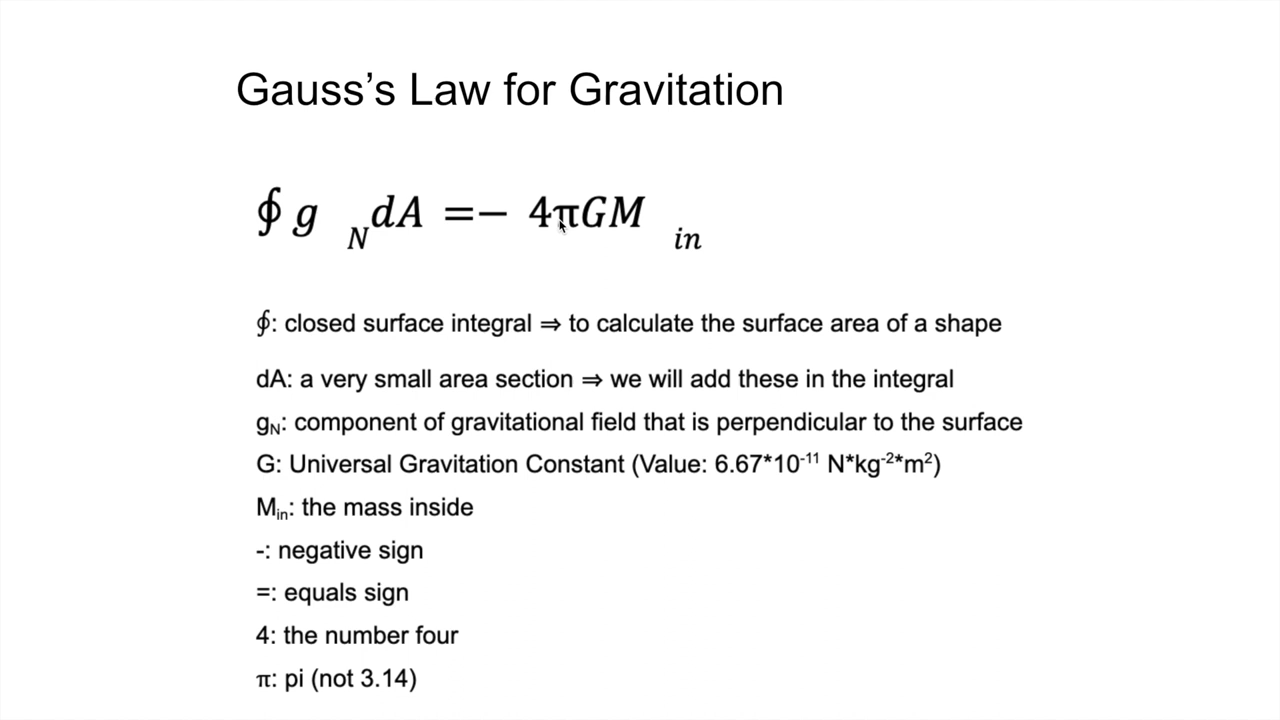 Gauss’s Law for Gravitation
∮ g N dA =− 4πGM in
∮: closed surface integral ⇒ to calculate the surface area of a shape
dA: a very small area section ⇒ we will add these in the integral
gN: component of gravitational field that is perpendicular to the surface
G: Universal Gravitation Constant (Value: 6.67*10⁻¹¹ N*kg⁻²*m²)
Min: the mass inside
-: negative sign
=: equals sign
4: the number four
π: pi (not 3.14)